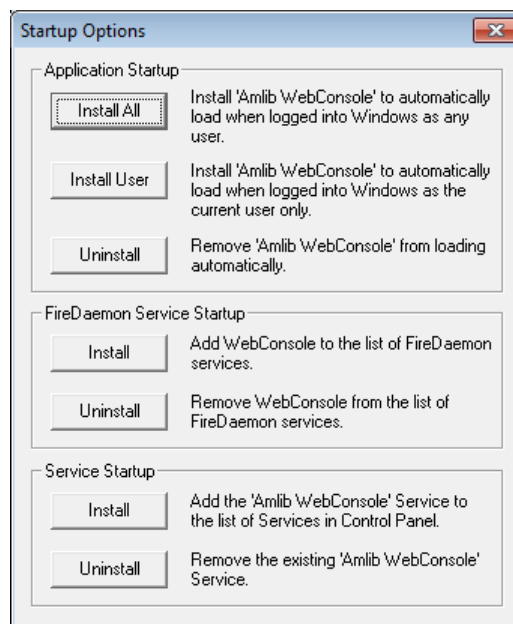 Startup Options
Application Startup
Install All
Install 'Amlib WebConsole' to automatically
load when logged into Windows as any
user.
Install User
Install 'Amlib WebConsole' to automatically
load when logged into Windows as the
current user only.
Uninstall
Remove 'Amlib WebConsole' from loading
automatically.
FireDaemon Service Startup
Install
Add WebConsole to the list of FireDaemon
services.
Uninstall
Remove WebConsole from the list of
FireDaemon services.
Service Startup
Install
Add the 'Amlib WebConsole' Service to
the list of Services in Control Panel.
Uninstall
Remove the existing 'Amlib WebConsole'
Service.